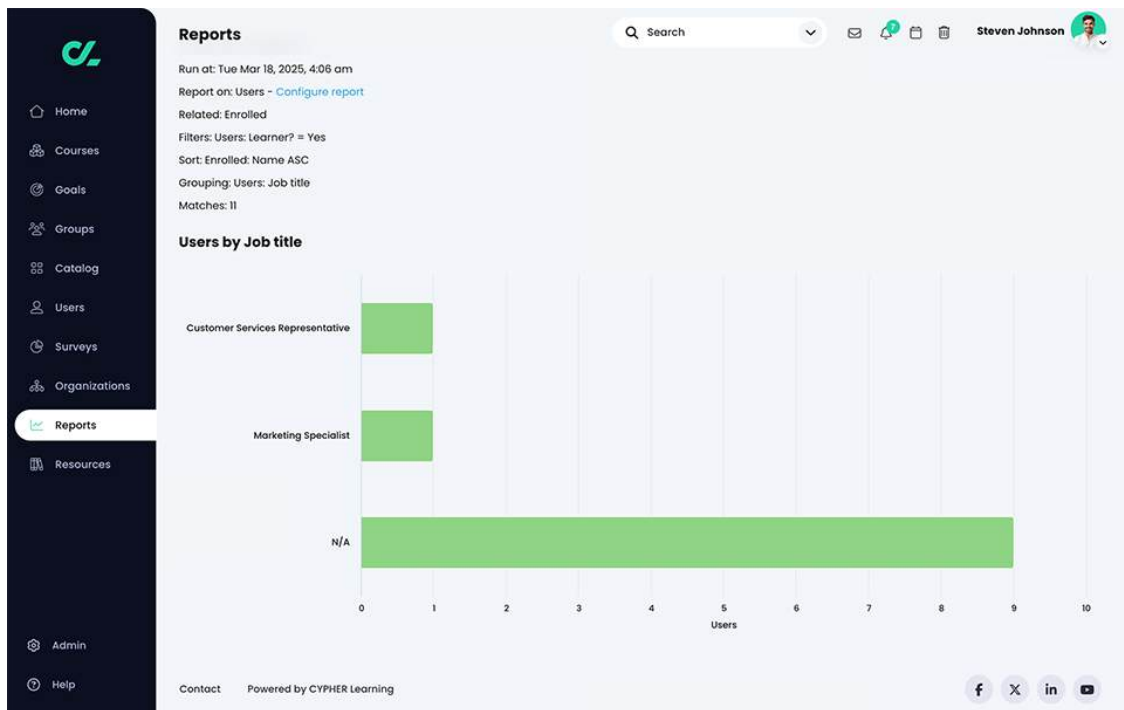 Reports
Search
7
Steven Johnson
Home
Courses
Goals
Groups
Catalog
Users
Surveys
Organizations
Reports
Resources
Admin
Help
Run at: Tue Mar 18, 2025, 4:06 am
Report on: Users - Configure report
Related: Enrolled
Filters: Users: Learner? = Yes
Sort: Enrolled: Name ASC
Grouping: Users: Job title
Matches: 11
Users by Job title
Customer Services Representative
Marketing Specialist
N/A
0 1 2 3 4 5 6 7 8 9 10
Users
Contact Powered by CYPHER Learning